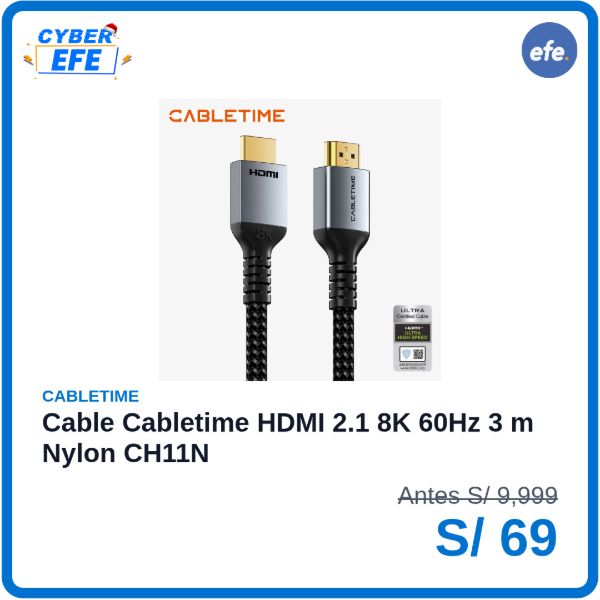 CYBER
EFE
efe.
CABLETIME
HDMI
8K
CABLETIME
ULTRA
Certified Cable
HDMI
ULTRA
HIGH SPEED
CABLETIME
Cable Cabletime HDMI 2.1 8K 60Hz 3 m
Nylon CH11N
Antes S/ 9,999
S/ 69